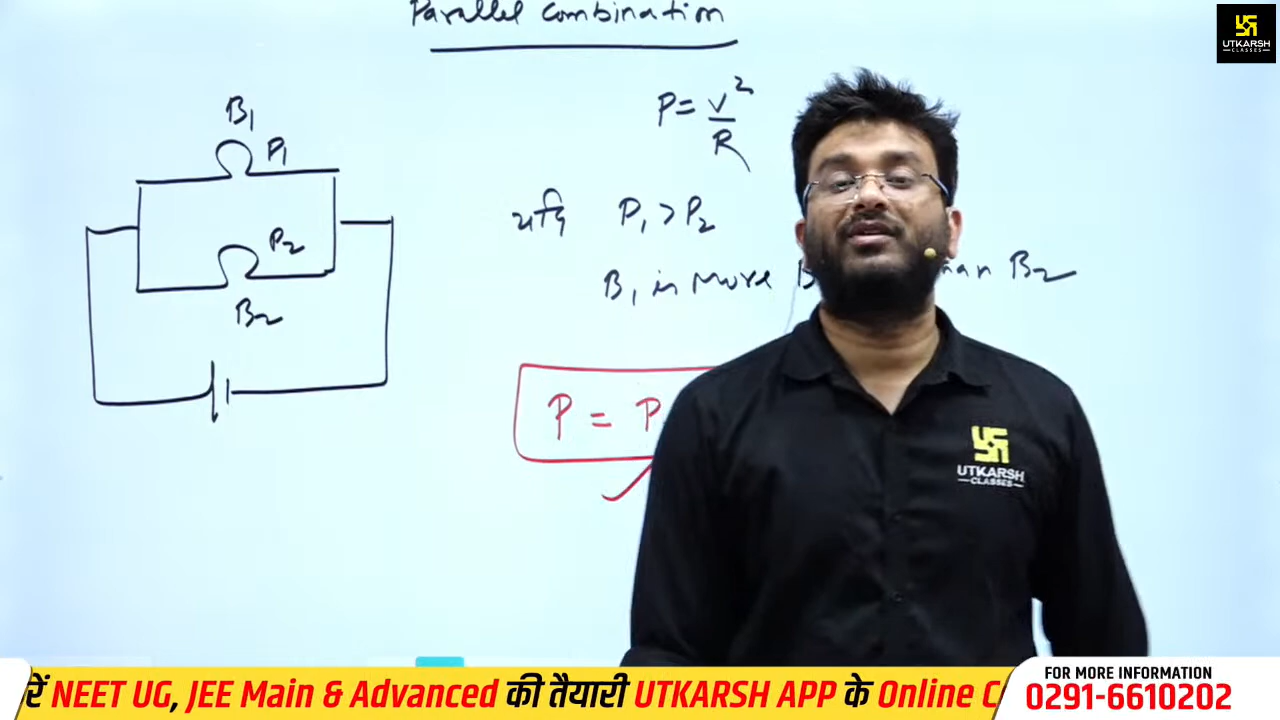 Parallel Combination
UTKARSH
CLASSES
B₁
P₁
P = V²/R
P₂
B₂
यदि P₁ > P₂
B₁ is More B an B₂
P = P
UTKARSH
CLASSES
रें NEET UG, JEE Main & Advanced की तैयारी UTKARSH APP के Online C
FOR MORE INFORMATION
0291-6610202